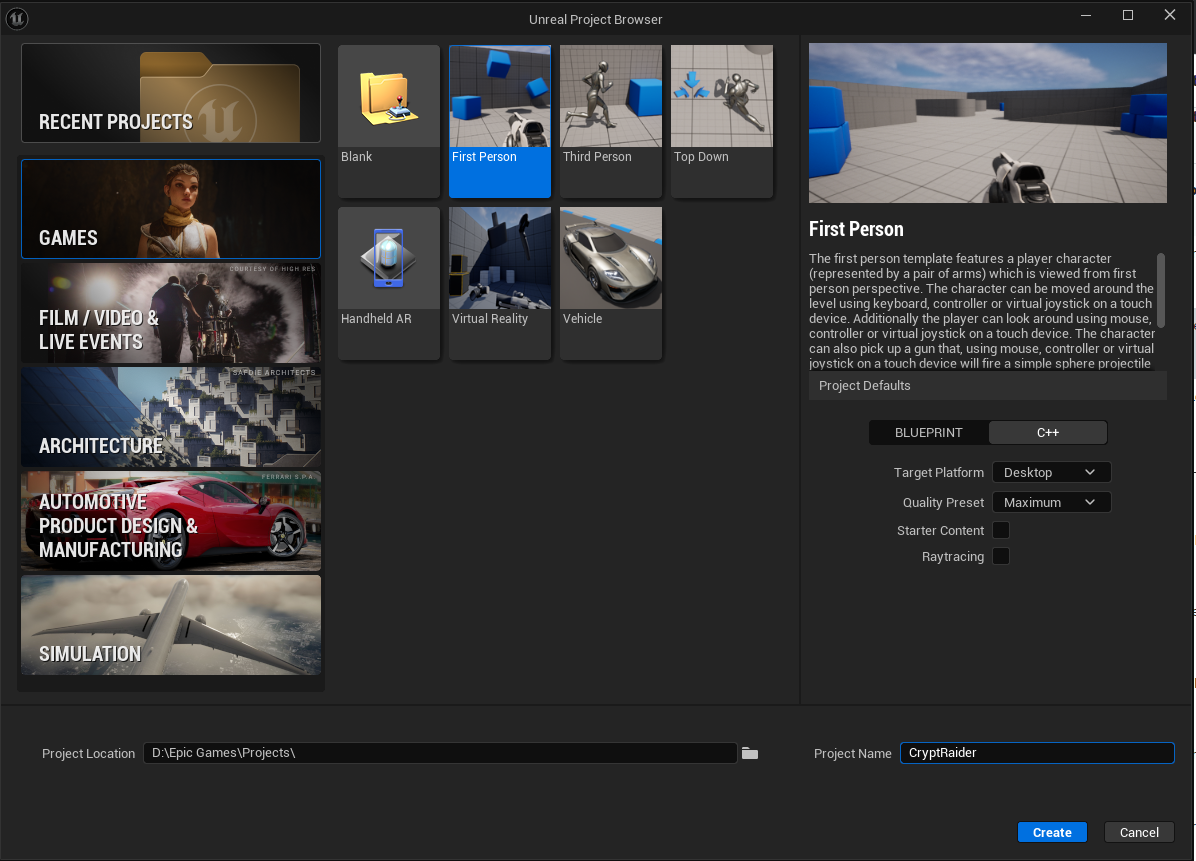 Unreal Project Browser
RECENT PROJECTS
GAMES
COURTESY OF HIGH RES
FILM / VIDEO &
LIVE EVENTS
SAFDIE ARCHITECTS
ARCHITECTURE
FERRARI S.P.A
AUTOMOTIVE
PRODUCT DESIGN &
MANUFACTURING
SIMULATION
Blank
First Person
Third Person
Top Down
Handheld AR
Virtual Reality
Vehicle
First Person
The first person template features a player character
(represented by a pair of arms) which is viewed from first
person perspective. The character can be moved around the
level using keyboard, controller or virtual joystick on a touch
device. Additionally the player can look around using mouse,
controller or virtual joystick on a touch device. The character
can also pick up a gun that, using mouse, controller or virtual
joystick on a touch device will fire a simple sphere projectile
Project Defaults
BLUEPRINT
C++
Target Platform
Desktop
Quality Preset
Maximum
Starter Content
Raytracing
Project Location
D:\Epic Games\Projects\
Project Name
CryptRaider
Create
Cancel